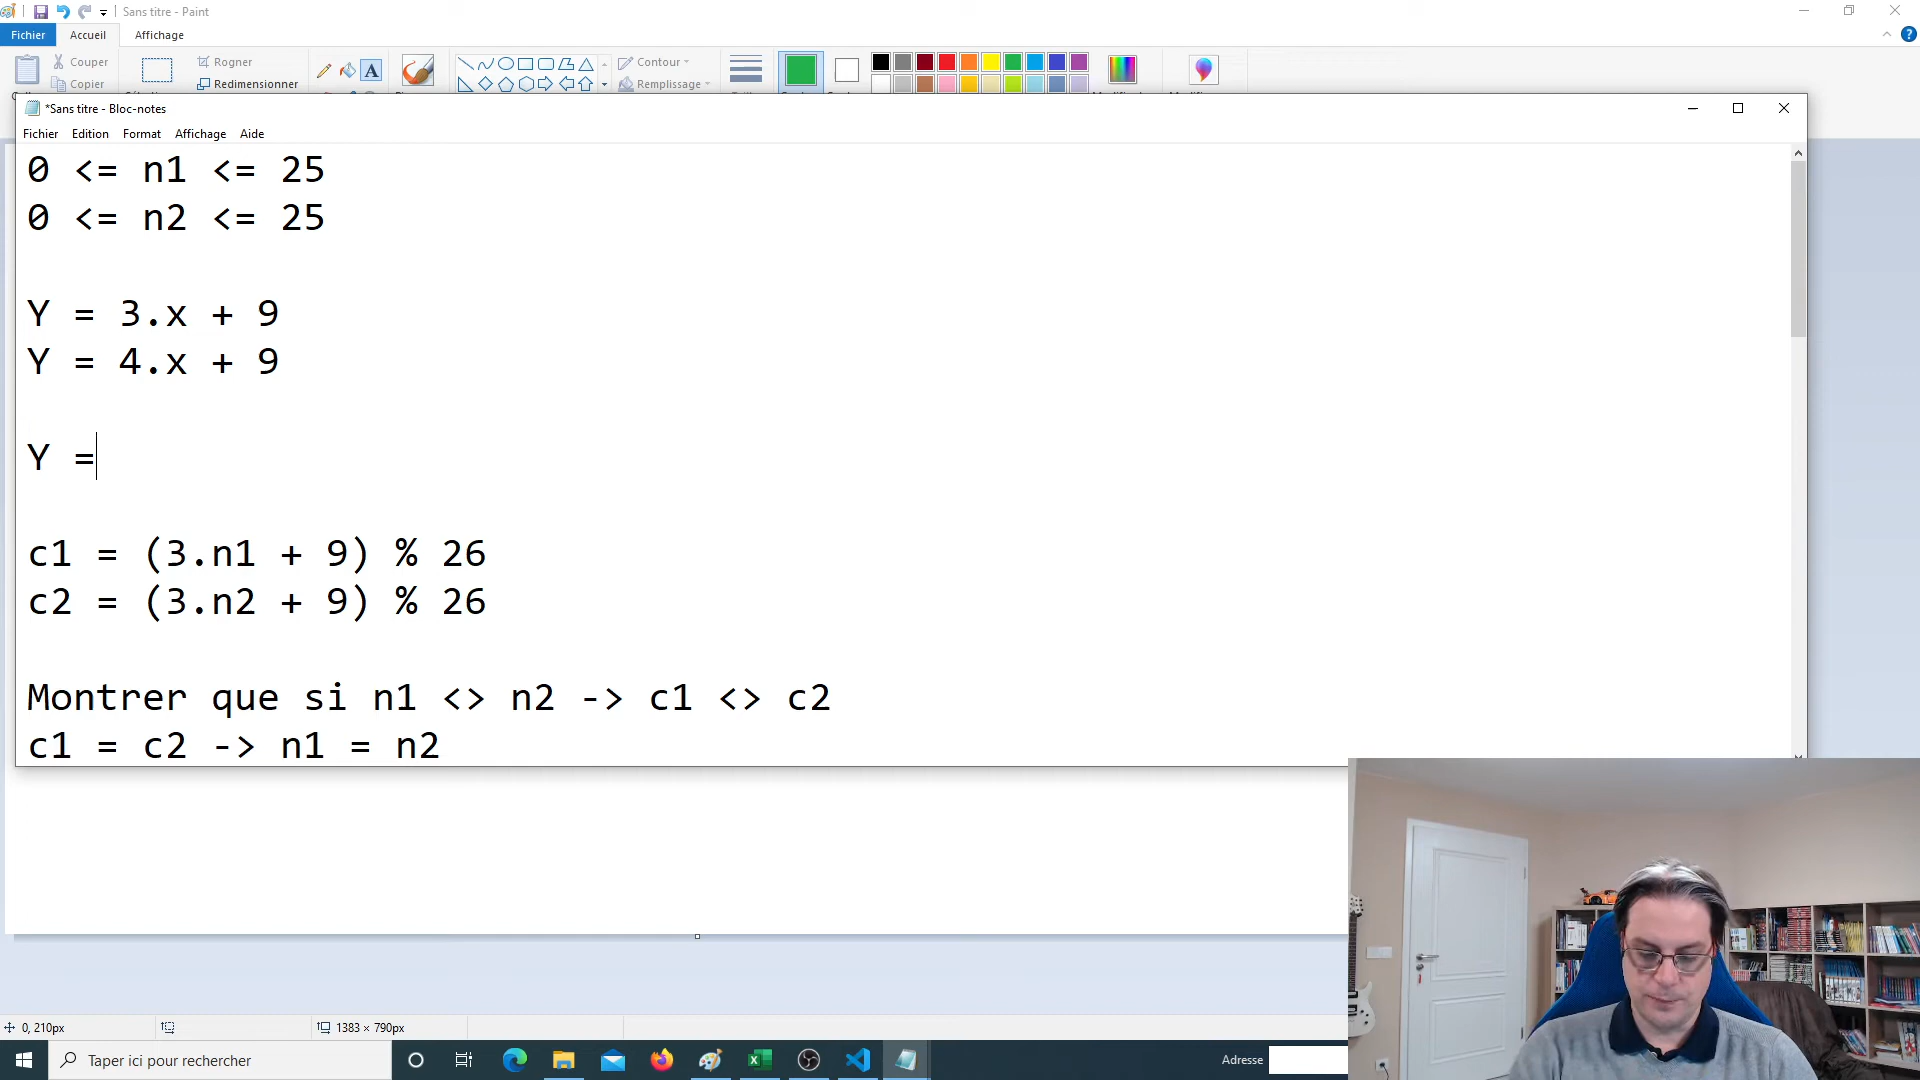 Sans titre - Paint
Fichier
Accueil
Affichage
Couper
Copier
Rogner
Redimensionner
Contour
Remplissage
*Sans titre - Bloc-notes
Fichier Edition Format Affichage Aide
0 <= n1 <= 25
0 <= n2 <= 25
Y = 3.x + 9
Y = 4.x + 9
Y =
c1 = (3.n1 + 9) % 26
c2 = (3.n2 + 9) % 26
Montrer que si n1 <> n2 -> c1 <> c2
c1 = c2 -> n1 = n2
0, 210px
1383 × 790px
Taper ici pour rechercher
Adresse